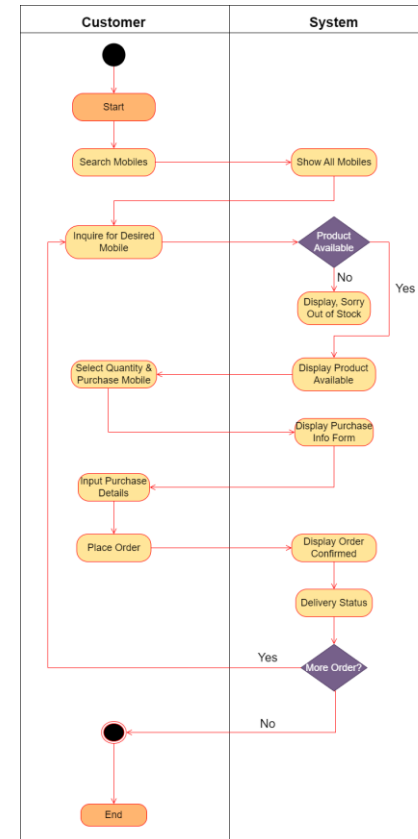 Customer
System
Start
Search Mobiles
Show All Mobiles
Inquire for Desired
Mobile
Product
Available
No
Yes
Display, Sorry
Out of Stock
Select Quantity &
Purchase Mobile
Display Product
Available
Display Purchase
Info Form
Input Purchase
Details
Place Order
Display Order
Confirmed
Delivery Status
Yes
More Order?
No
End